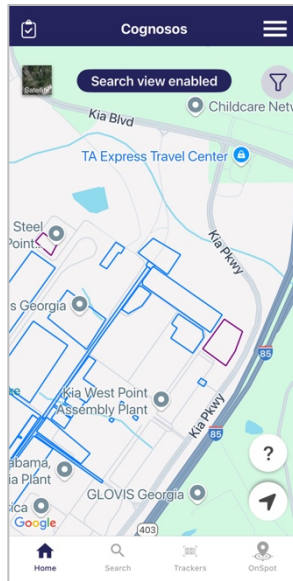 Cognosos
Satellite
Search view enabled
Childcare Netw
Kia Blvd
TA Express Travel Center
Kia Pkwy
Steel
Point...
s Georgia
85
Kia West Point
Assembly Plant
Kia Pkwy
85
?
abama,
ia Plant
GLOVIS Georgia
ica
Google
403
Home
Search
Trackers
OnSpot